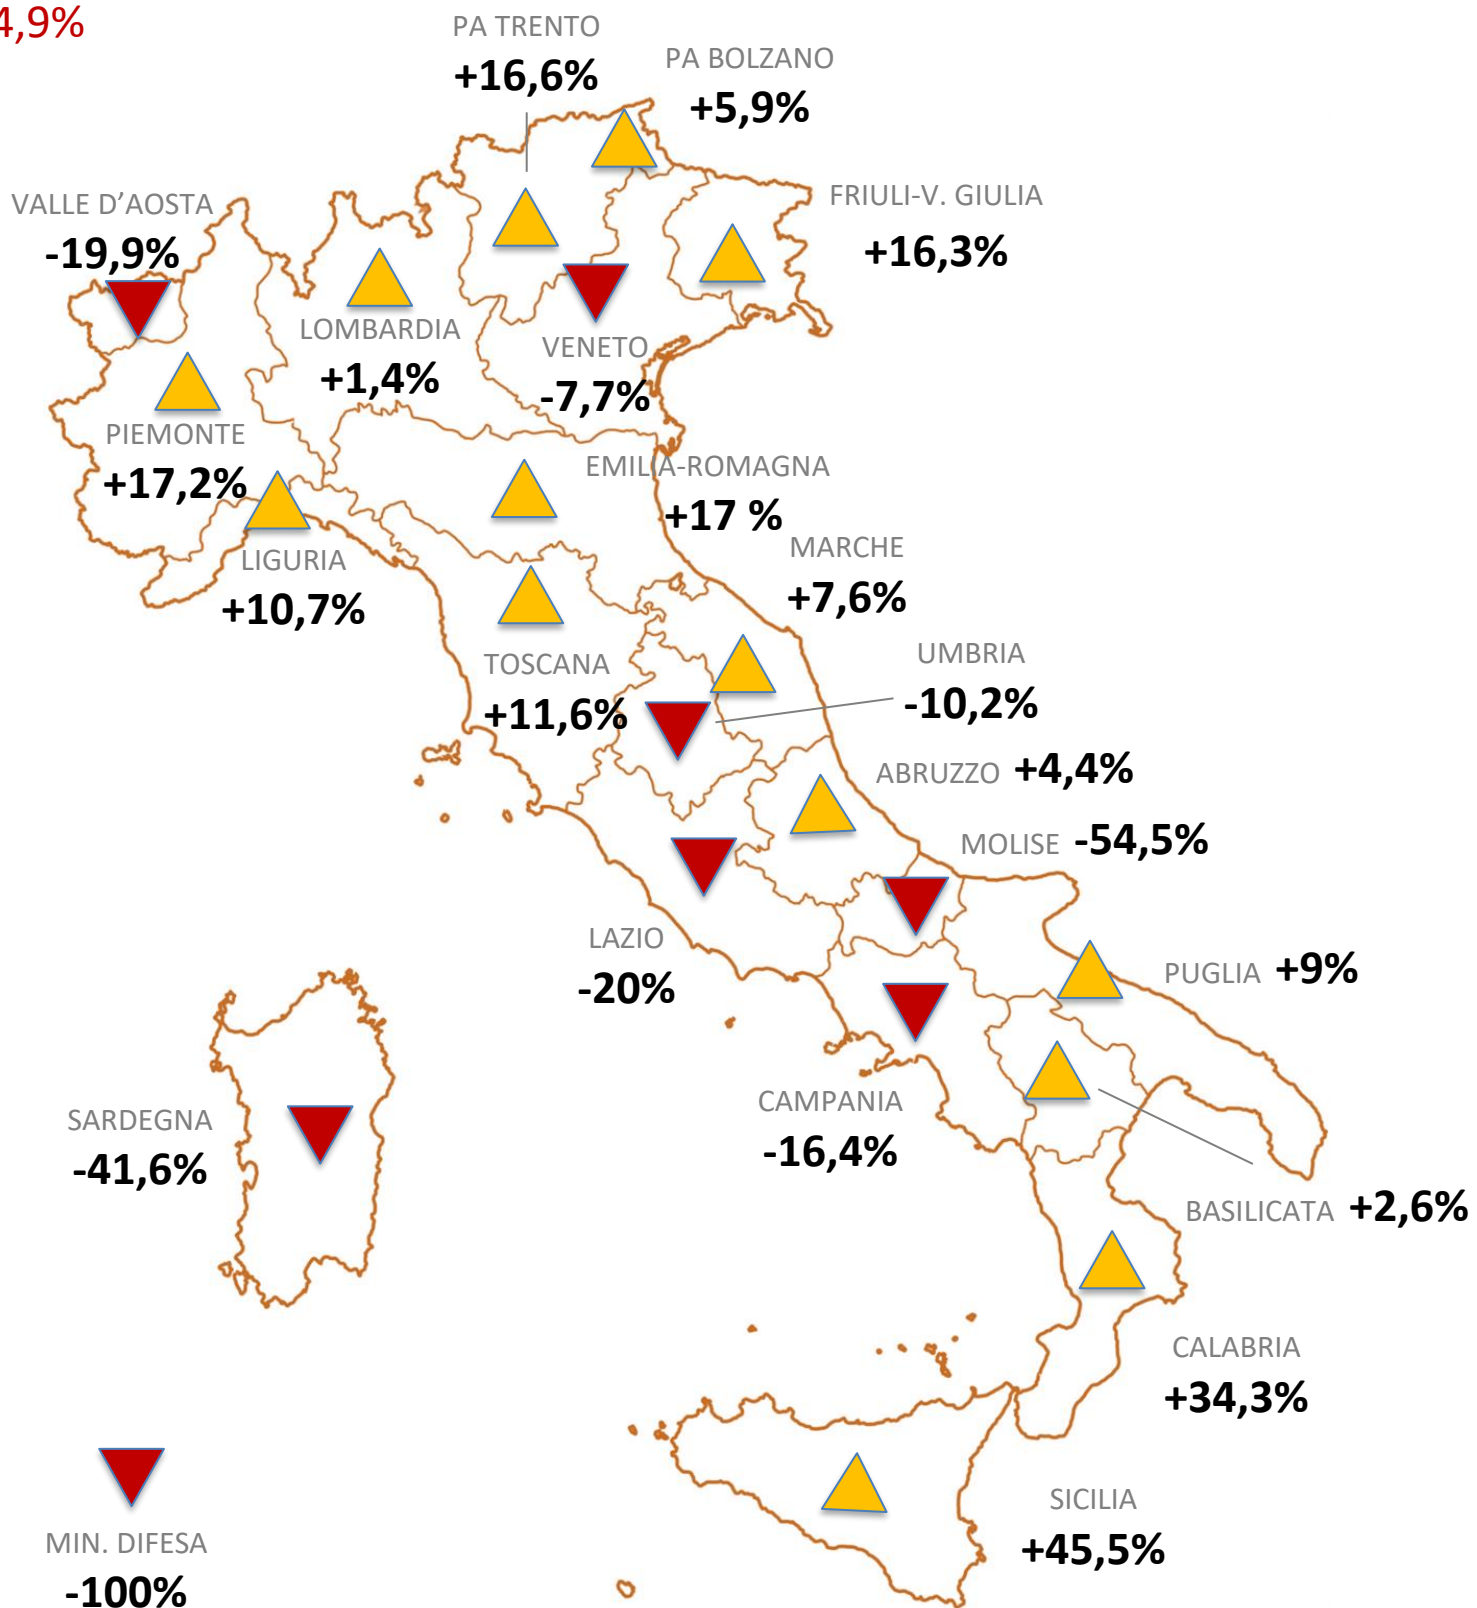 4,9%
PA TRENTO
+16,6%
PA BOLZANO
+5,9%
VALLE D’AOSTA
-19,9%
FRIULI-V. GIULIA
+16,3%
LOMBARDIA
+1,4%
VENETO
-7,7%
PIEMONTE
+17,2%
EMILIA-ROMAGNA
+17 %
LIGURIA
+10,7%
MARCHE
+7,6%
TOSCANA
+11,6%
UMBRIA
-10,2%
ABRUZZO +4,4%
MOLISE -54,5%
LAZIO
-20%
PUGLIA +9%
CAMPANIA
-16,4%
SARDEGNA
-41,6%
BASILICATA +2,6%
CALABRIA
+34,3%
SICILIA
+45,5%
MIN. DIFESA
-100%